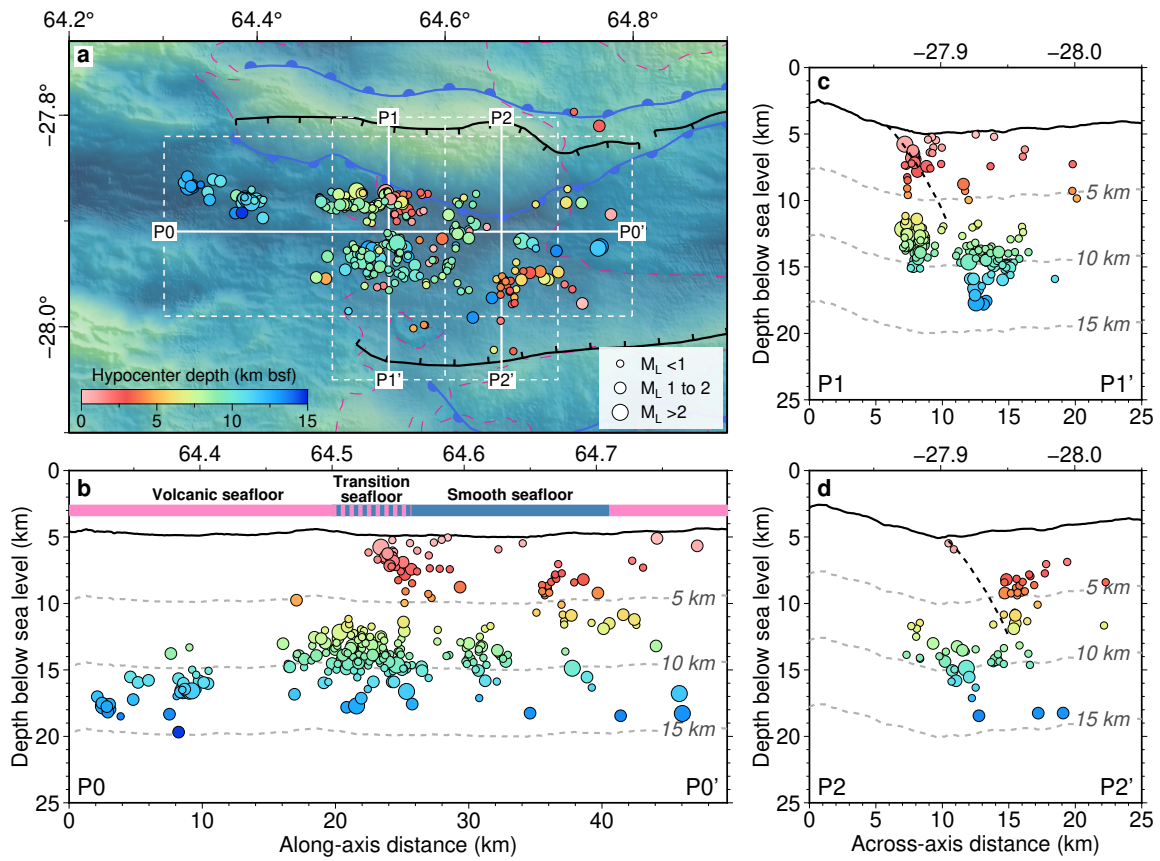 64.2° 64.4° 64.6° 64.8°
a
−27.8°
−28.0°
P1 P2
P0 P0’
P1’ P2’
Hypocenter depth (km bsf)
0 5 10 15
M_L <1
M_L 1 to 2
M_L >2
64.4 64.5 64.6 64.7
b
Volcanic seafloor
Transition
seafloor
Smooth seafloor
0
5
10
15
20
25
Depth below sea level (km)
5 km
10 km
15 km
P0 P0’
0 10 20 30 40
Along-axis distance (km)
−27.9 −28.0
c
0
5
10
15
20
25
Depth below sea level (km)
5 km
10 km
15 km
P1 P1’
0 5 10 15 20 25
−27.9 −28.0
d
0
5
10
15
20
25
Depth below sea level (km)
5 km
10 km
15 km
P2 P2’
0 5 10 15 20 25
Across-axis distance (km)